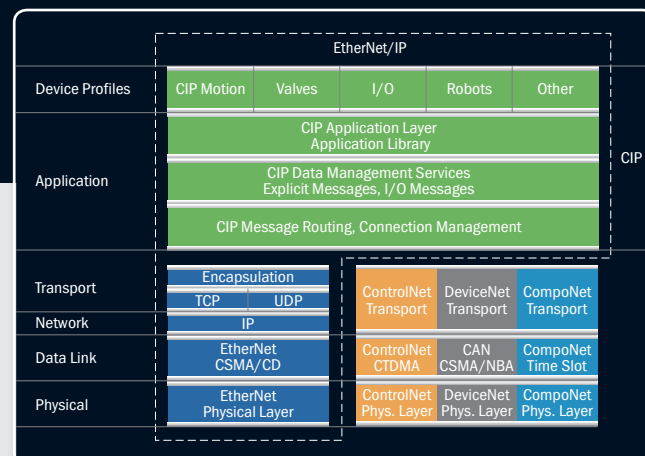 EtherNet/IP
Device Profiles
CIP Motion
Valves
I/O
Robots
Other
CIP Application Layer
Application Library
CIP
Application
CIP Data Management Services
Explicit Messages, I/O Messages
CIP Message Routing, Connection Management
Transport
Encapsulation
TCP
UDP
ControlNet
Transport
DeviceNet
Transport
CompoNet
Transport
Network
IP
Data Link
EtherNet
CSMA/CD
ControlNet
CTDMA
CAN
CSMA/NBA
CompoNet
Time Slot
Physical
EtherNet
Physical Layer
ControlNet
Phys. Layer
DeviceNet
Phys. Layer
CompoNet
Phys. Layer